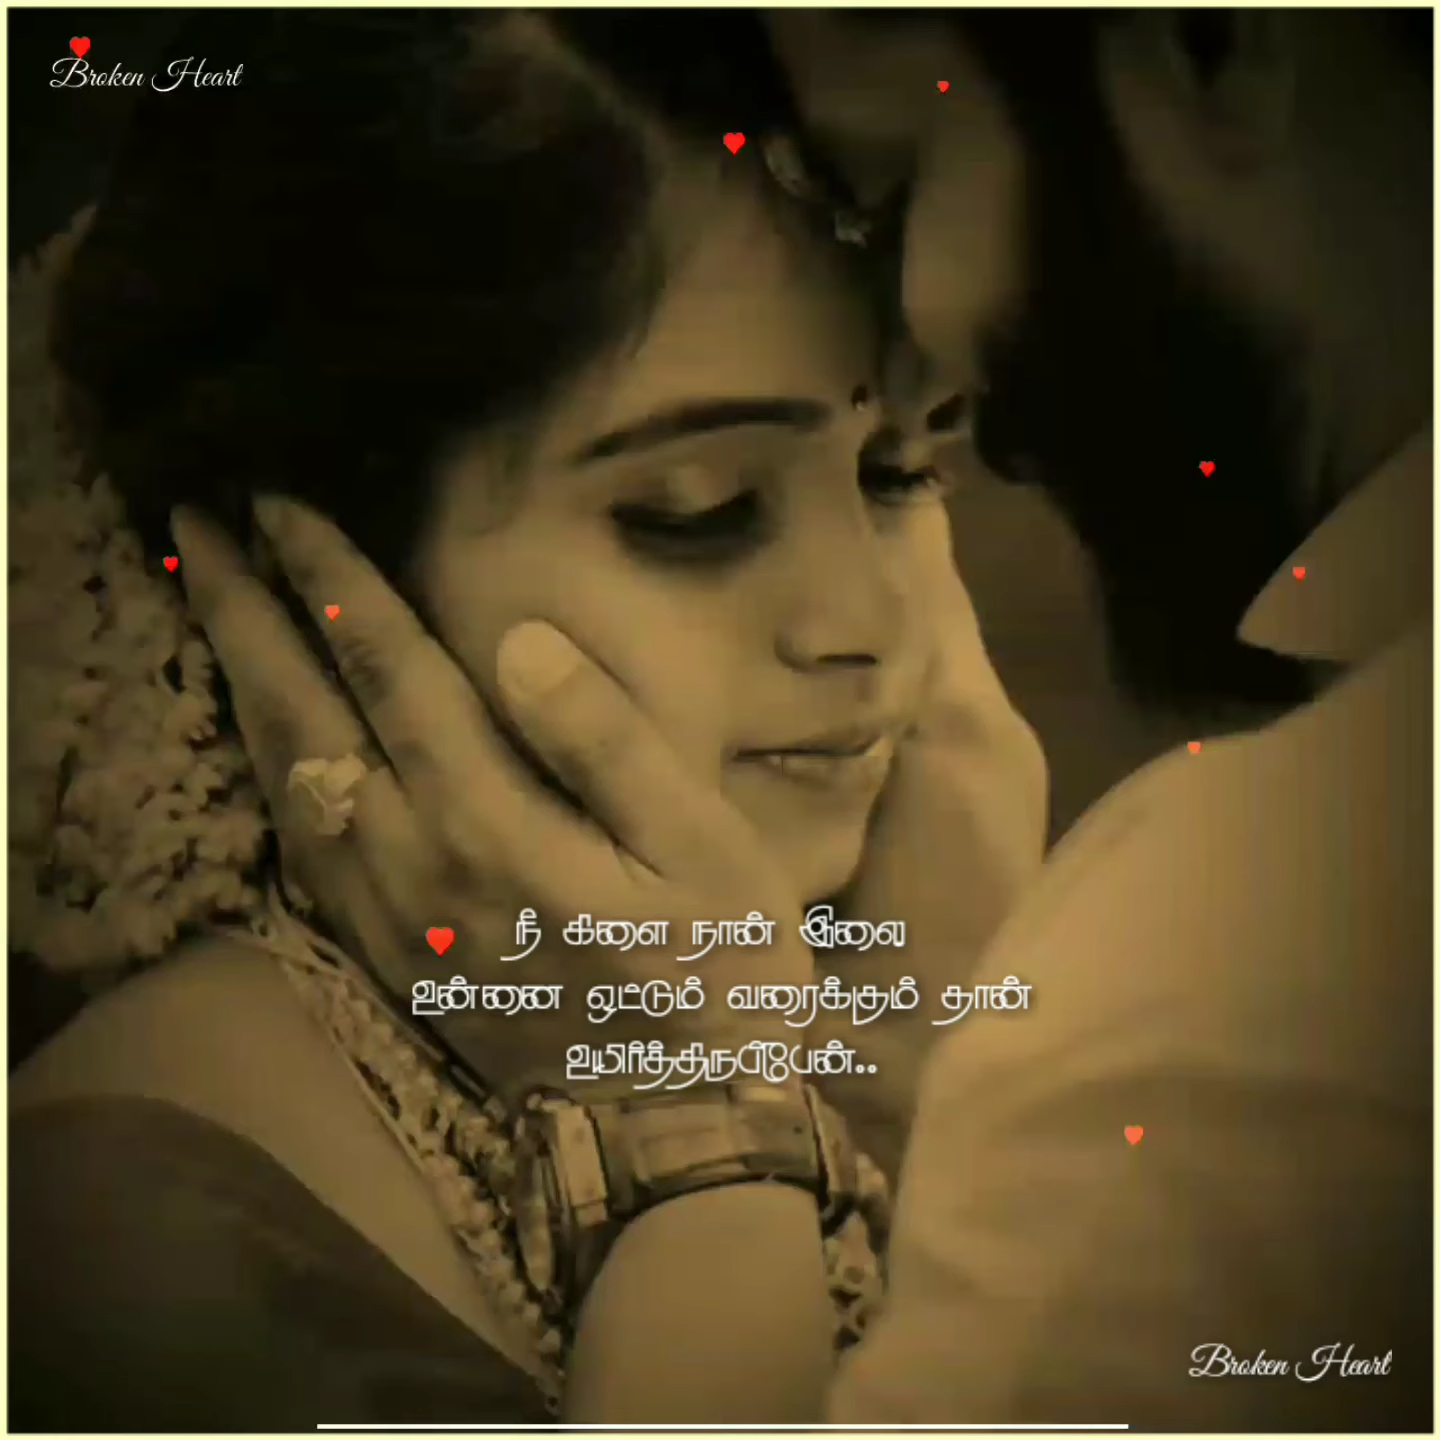 Broken Heart
நீ கிளை நான் இலை
உன்னை ஒட்டும் வரைக்கும் தான்
உயிர்த்திருப்பேன்..
Broken Heart